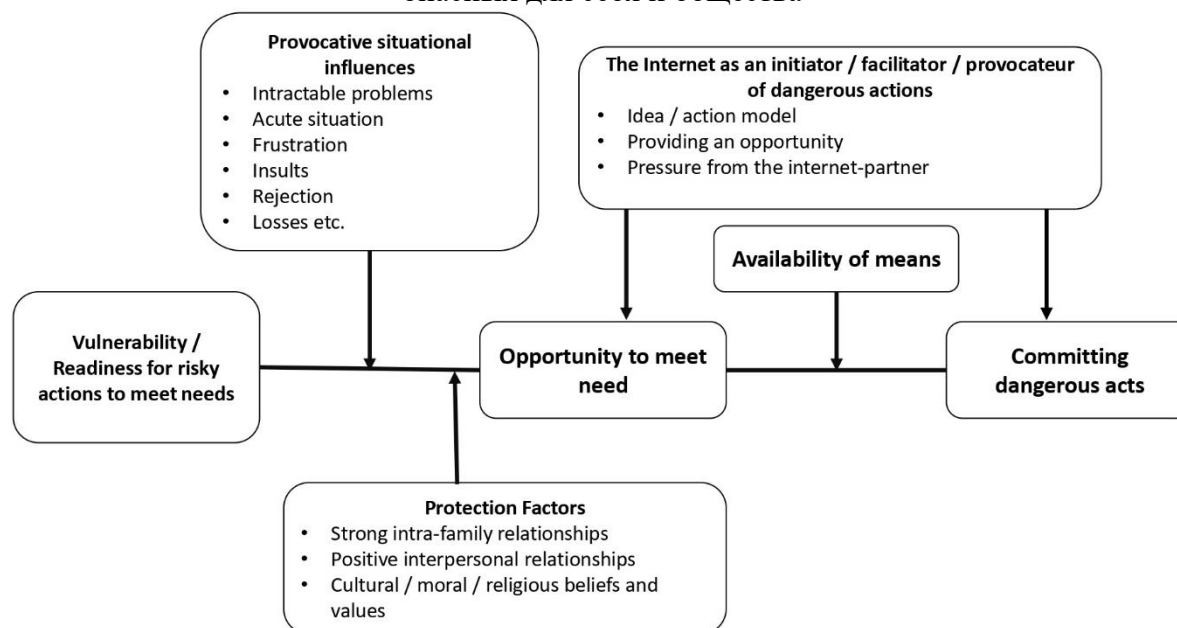 Provocative situational
influences
• Intractable problems
• Acute situation
• Frustration
• Insults
• Rejection
• Losses etc.
The Internet as an initiator / facilitator / provocateur
of dangerous actions
• Idea / action model
• Providing an opportunity
• Pressure from the internet-partner
Availability of means
Vulnerability /
Readiness for risky
actions to meet needs
Opportunity to meet
need
Committing
dangerous acts
Protection Factors
• Strong intra-family relationships
• Positive interpersonal relationships
• Cultural / moral / religious beliefs and
values